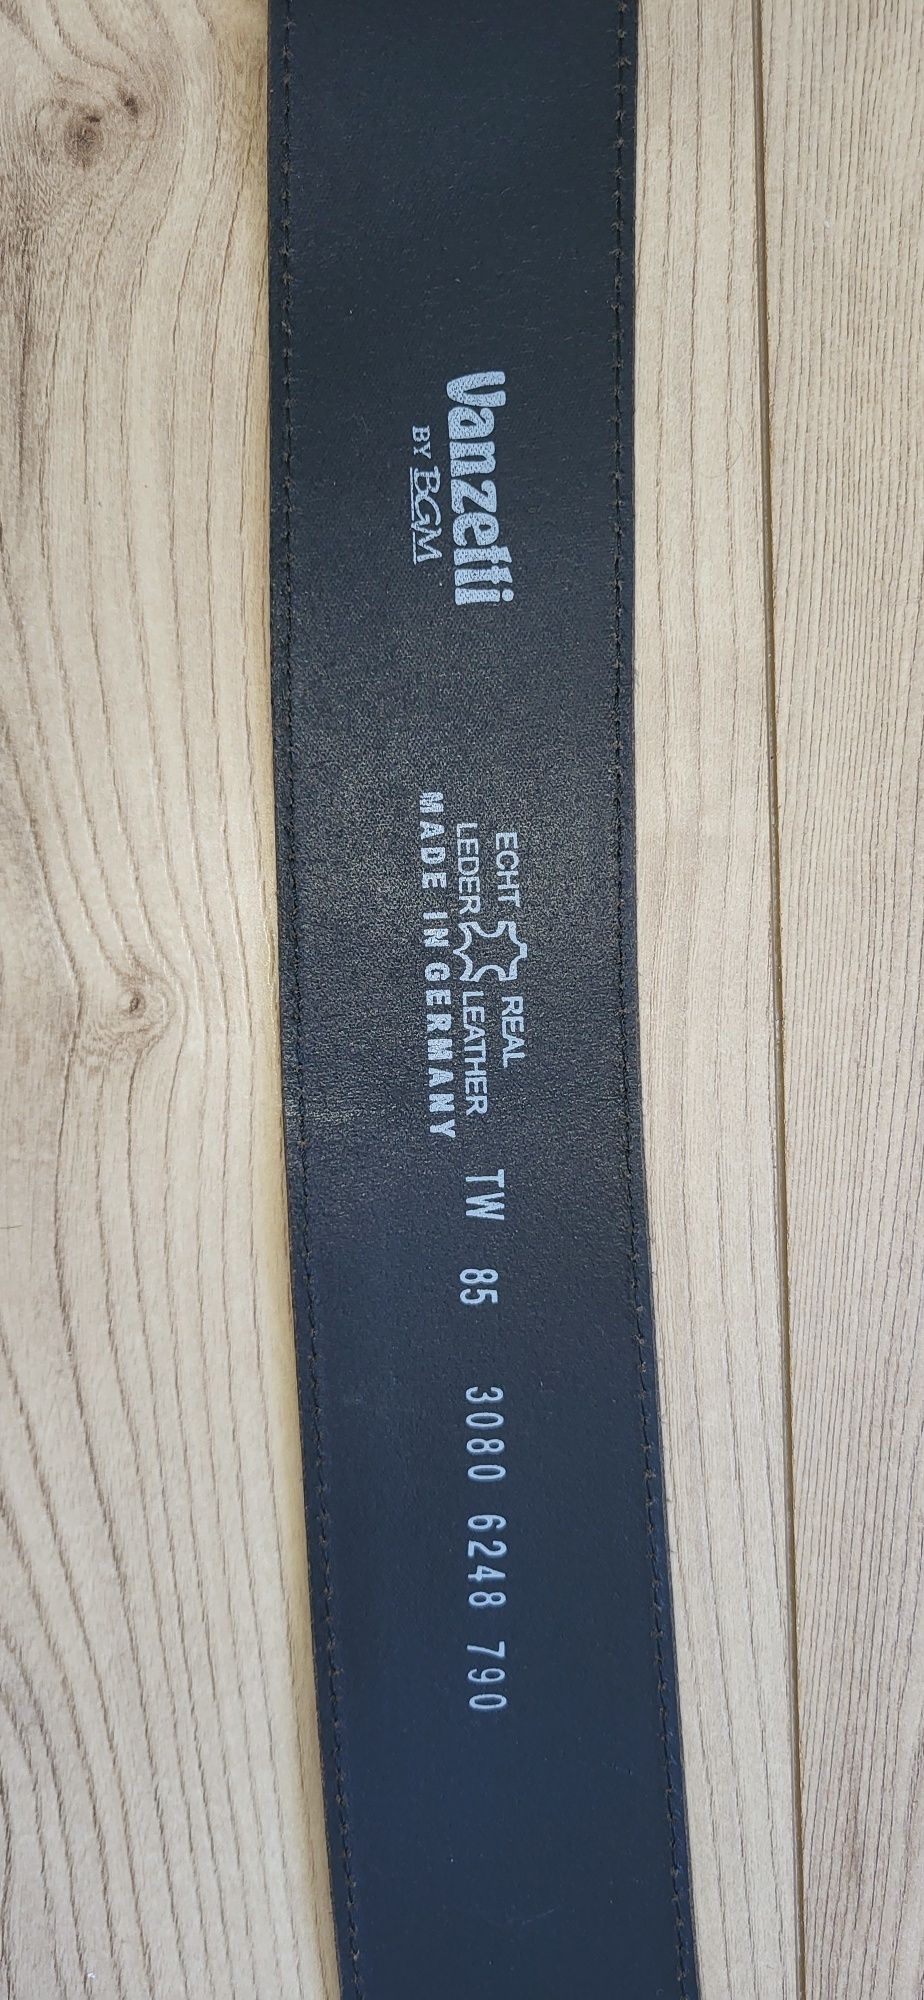 Vanzetti
BY BGM
ECHT REAL
LEDER LEATHER
MADE IN GERMANY
TW 85 3080 6248 790